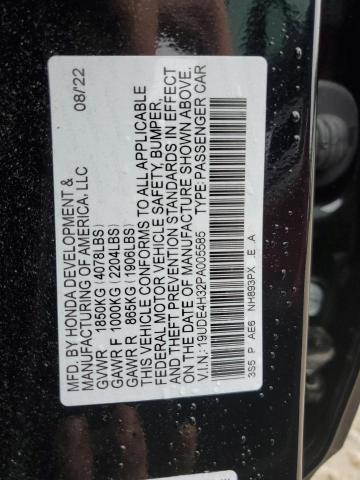 MFD. BY HONDA DEVELOPMENT & 08/22
MANUFACTURING OF AMERICA, LLC
GVWR 1850KG (4078LBS)
GAWR F 1000KG (2204LBS)
GAWR R 865KG (1906LBS)
THIS VEHICLE CONFORMS TO ALL APPLICABLE
FEDERAL MOTOR VEHICLE SAFETY, BUMPER,
AND THEFT PREVENTION STANDARDS IN EFFECT
ON THE DATE OF MANUFACTURE SHOWN ABOVE.
V.I.N.: 19UDE4H32PA005585 TYPE: PASSENGER CAR
3S5 P AE6 NH893PX E A